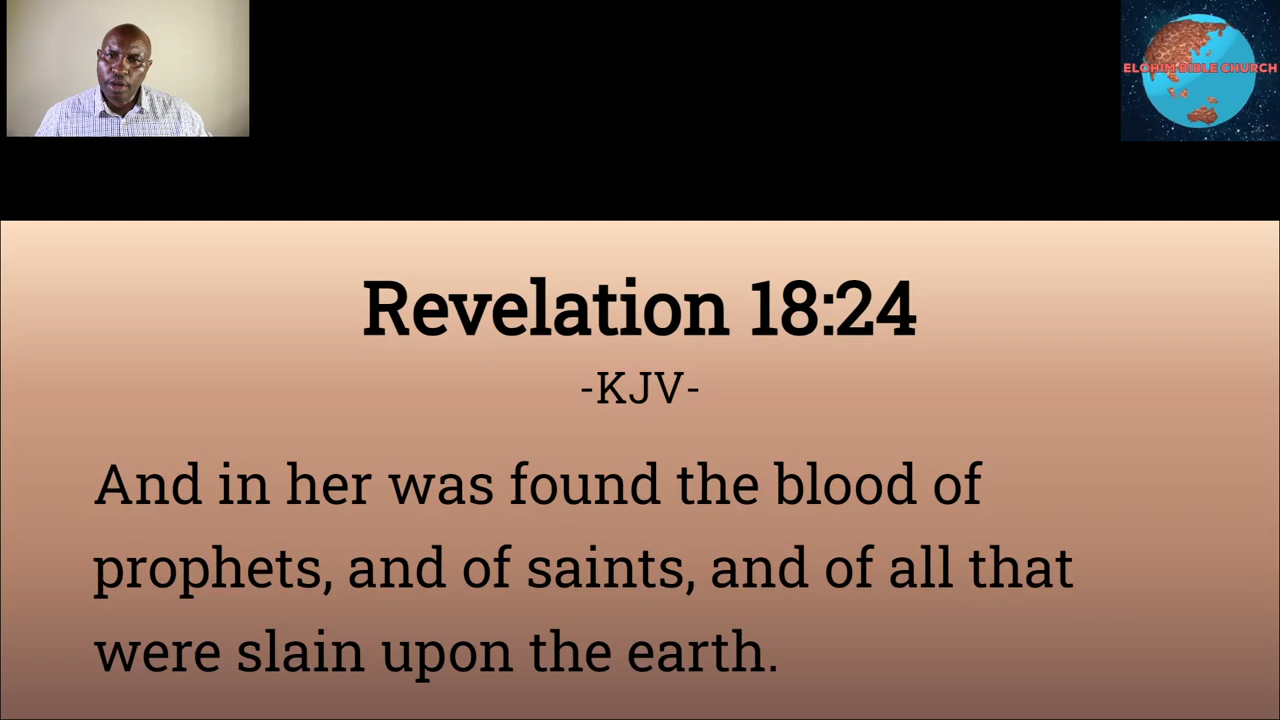 ELOHIM BIBLE CHURCH
Revelation 18:24
-KJV-
And in her was found the blood of
prophets, and of saints, and of all that
were slain upon the earth.